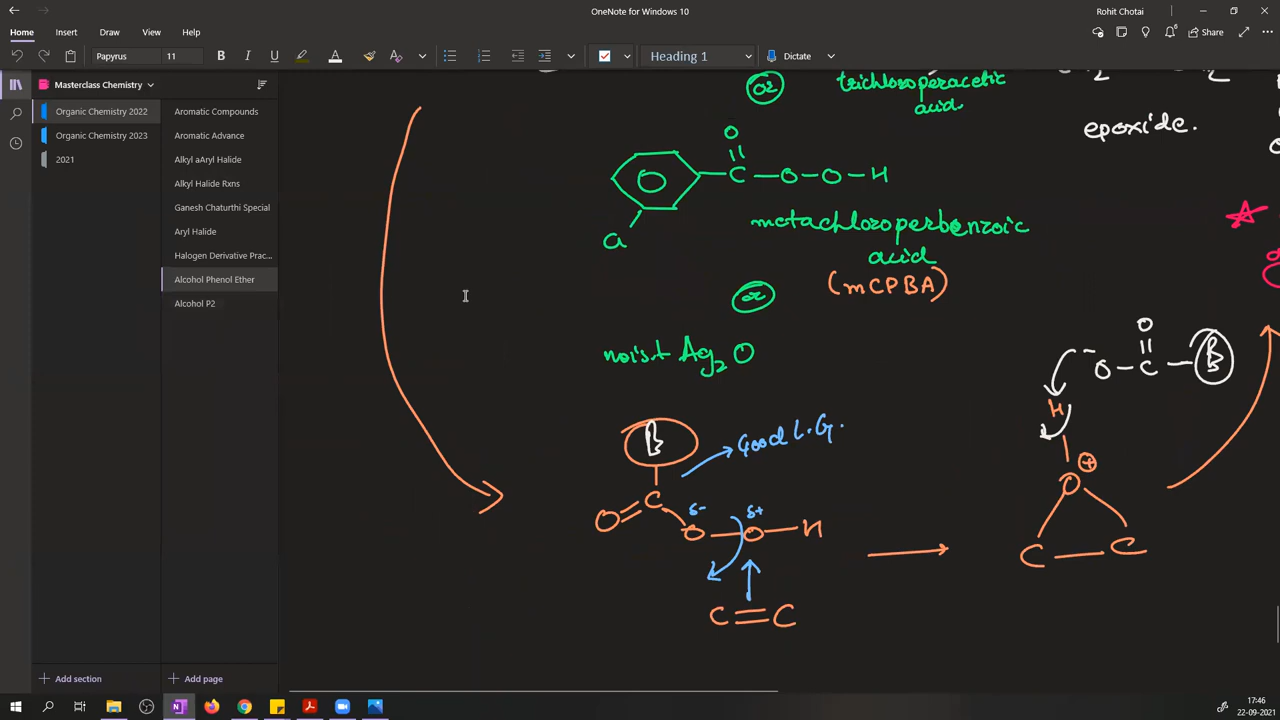 OneNote for Windows 10
Rohit Chotai
Home
Insert
Draw
View
Help
Share
Papyrus
11
B
I
U
A
Heading 1
Dictate
Masterclass Chemistry
Organic Chemistry 2022
Organic Chemistry 2023
2021
Aromatic Compounds
Aromatic Advance
Alkyl aAryl Halide
Alkyl Halide Rxns
Ganesh Chaturthi Special
Aryl Halide
Halogen Derivative Prac...
Alcohol Phenol Ether
Alcohol P2
Add section
Add page
or
trichloroperacetic
acid
epoxide.
O
C — O — O — H
Cl
metachloroperbenzoic
acid
(mCPBA)
or
moist Ag2O
O
O — C —
H
R
Good L.G.
C
O
δ- δ+
O — O — H
C = C
O +
C — C
17:46
22-09-2021